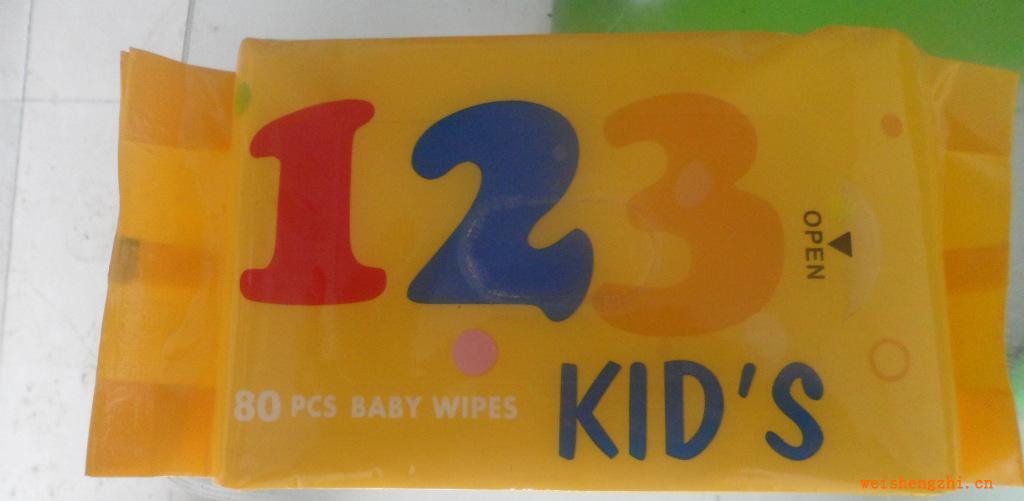 123
OPEN
80 PCS BABY WIPES
KID'S
weishengzhi.cn